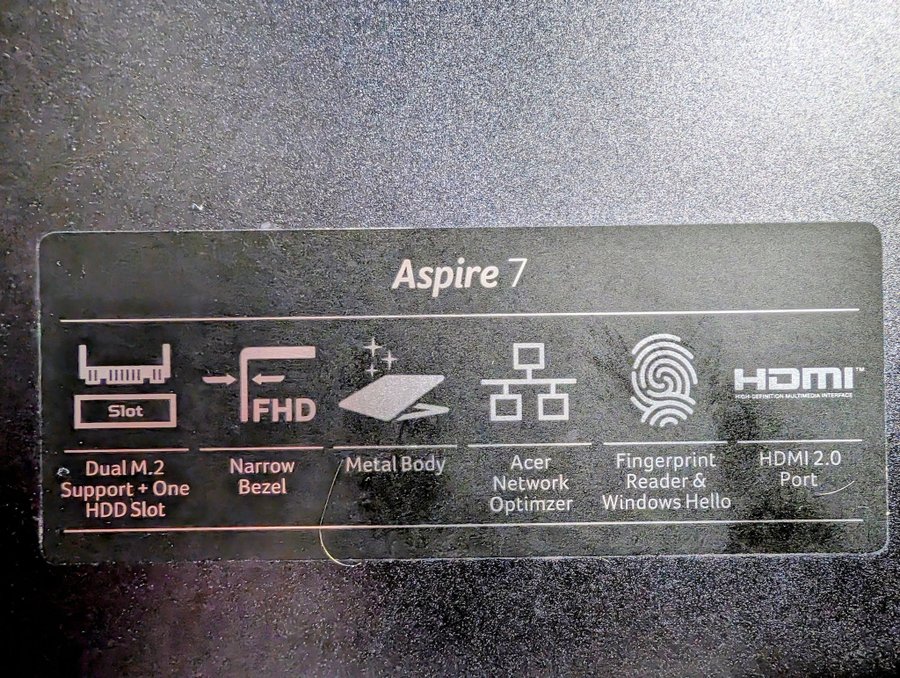 Aspire 7
Slot
FHD
HDMI™
HIGH-DEFINITION MULTIMEDIA INTERFACE
Dual M.2
Support + One
HDD Slot
Narrow
Bezel
Metal Body
Acer
Network
Optimzer
Fingerprint
Reader &
Windows Hello
HDMI 2.0
Port